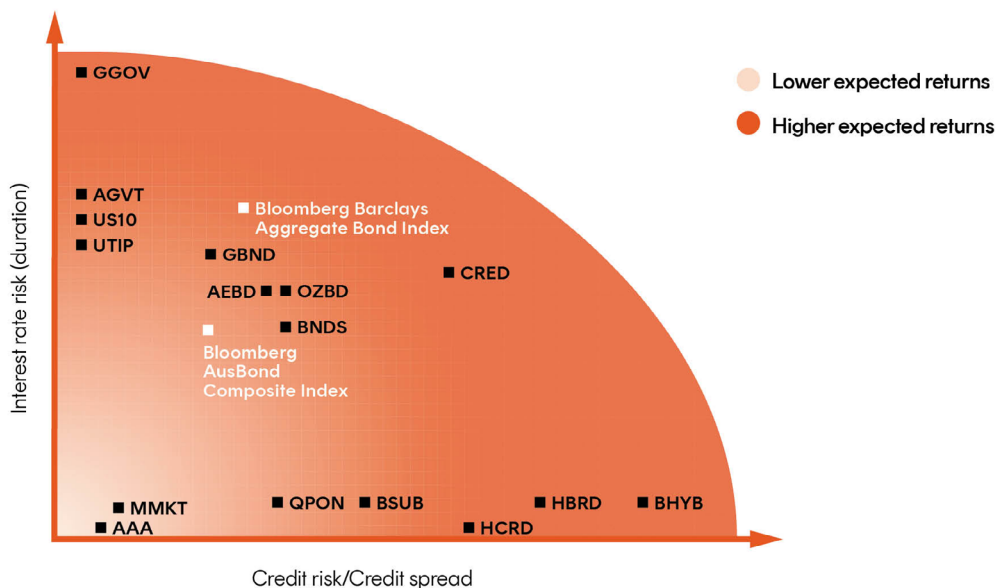 GGOV
Lower expected returns
Higher expected returns
AGVT
US10
UTIP
Bloomberg Barclays
Aggregate Bond Index
GBND
CRED
AEBD
OZBD
BNDS
Bloomberg
AusBond
Composite Index
Interest rate risk (duration)
MMKT
AAA
QPON
BSUB
HCRD
HBRD
BHYB
Credit risk/Credit spread